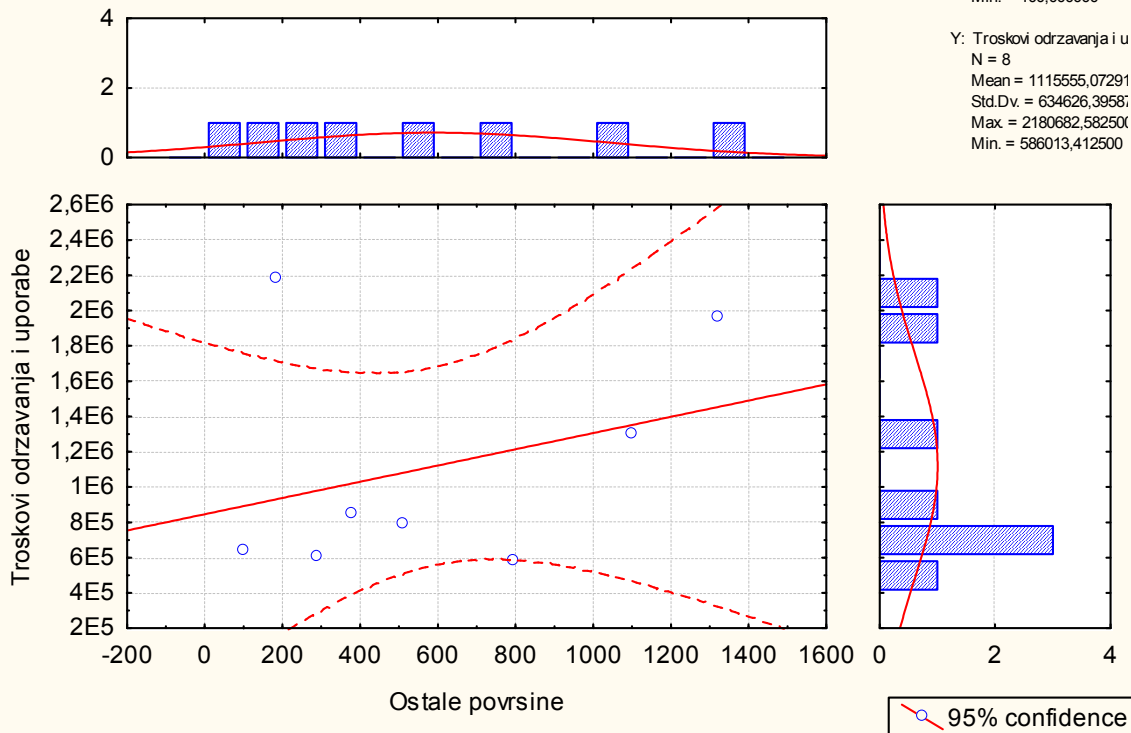 Y: Troskovi odrzavanja i u
N = 8
Mean = 1115555,07291
Std.Dv. = 634626,39587
Max. = 2180682,582500
Min. = 586013,412500
4
2
0
Troskovi odrzavanja i uporabe
2,6E6
2,4E6
2,2E6
2E6
1,8E6
1,6E6
1,4E6
1,2E6
1E6
8E5
6E5
4E5
2E5
-200 0 200 400 600 800 1000 1200 1400 1600
0 2 4
Ostale povrsine
95% confidence